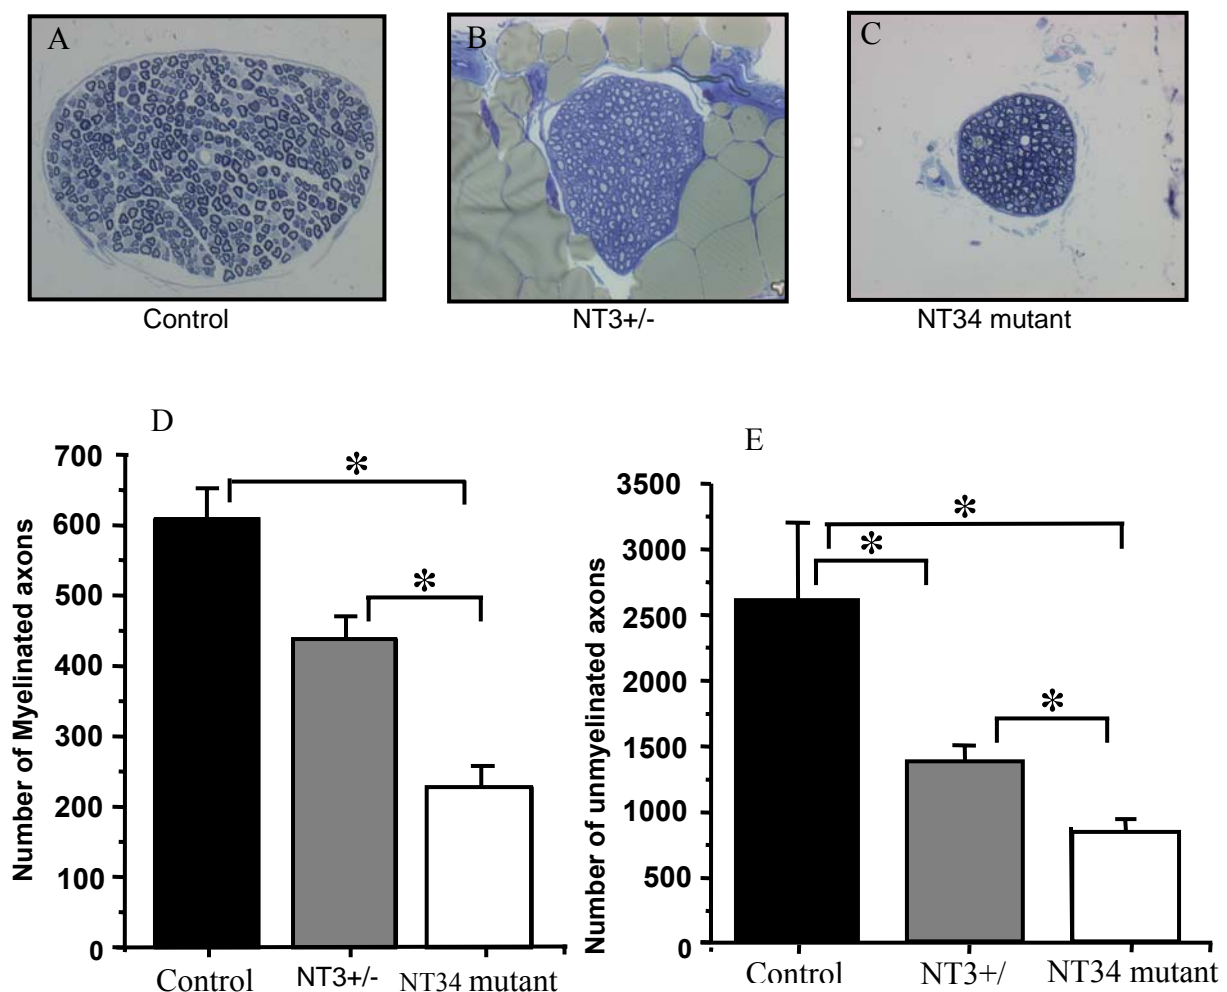 A
B
C
Control
NT3+/-
NT34 mutant
D
Number of Myelinated axons
700
600
500
400
300
200
100
0
*
*
Control
NT3+/-
NT34 mutant
E
Number of unmyelinated axons
3500
3000
2500
2000
1500
1000
500
0
*
*
*
Control
NT3+/
NT34 mutant